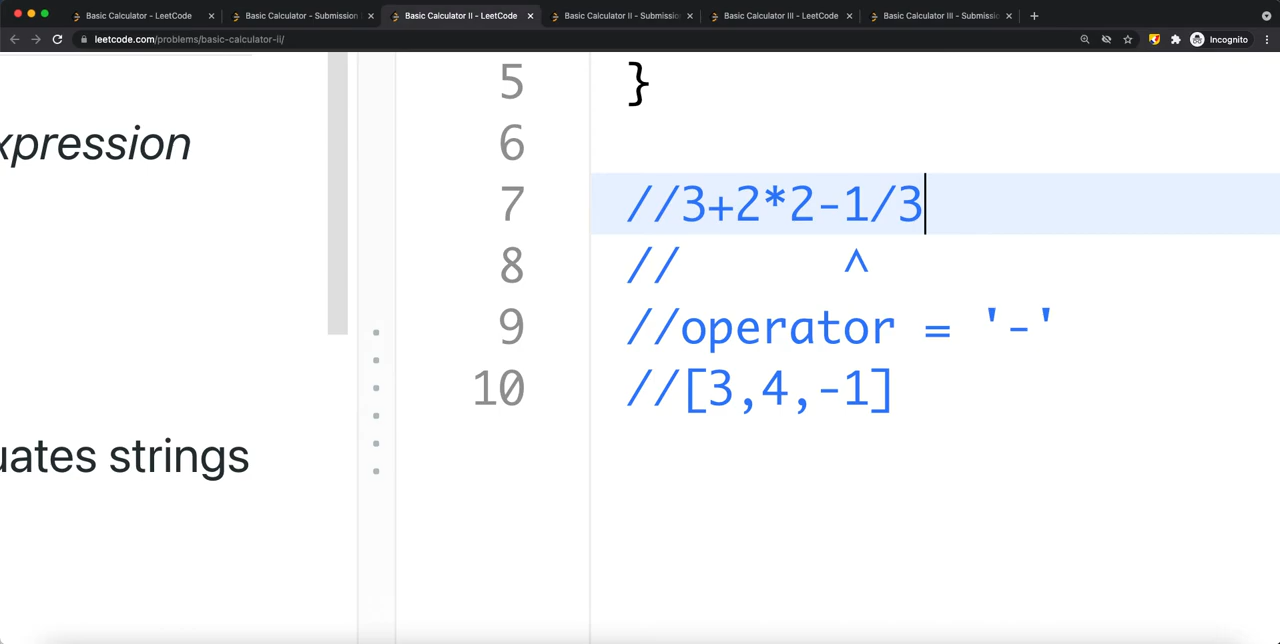 Basic Calculator - LeetCode
Basic Calculator - Submission
Basic Calculator II - LeetCode
Basic Calculator II - Submissio
Basic Calculator III - LeetCode
Basic Calculator III - Submissio
leetcode.com/problems/basic-calculator-ii/
Incognito
xpression
uates strings
5 }
6
7 //3+2*2-1/3
8 //      ^
9 //operator = '-'
10 //[3,4,-1]